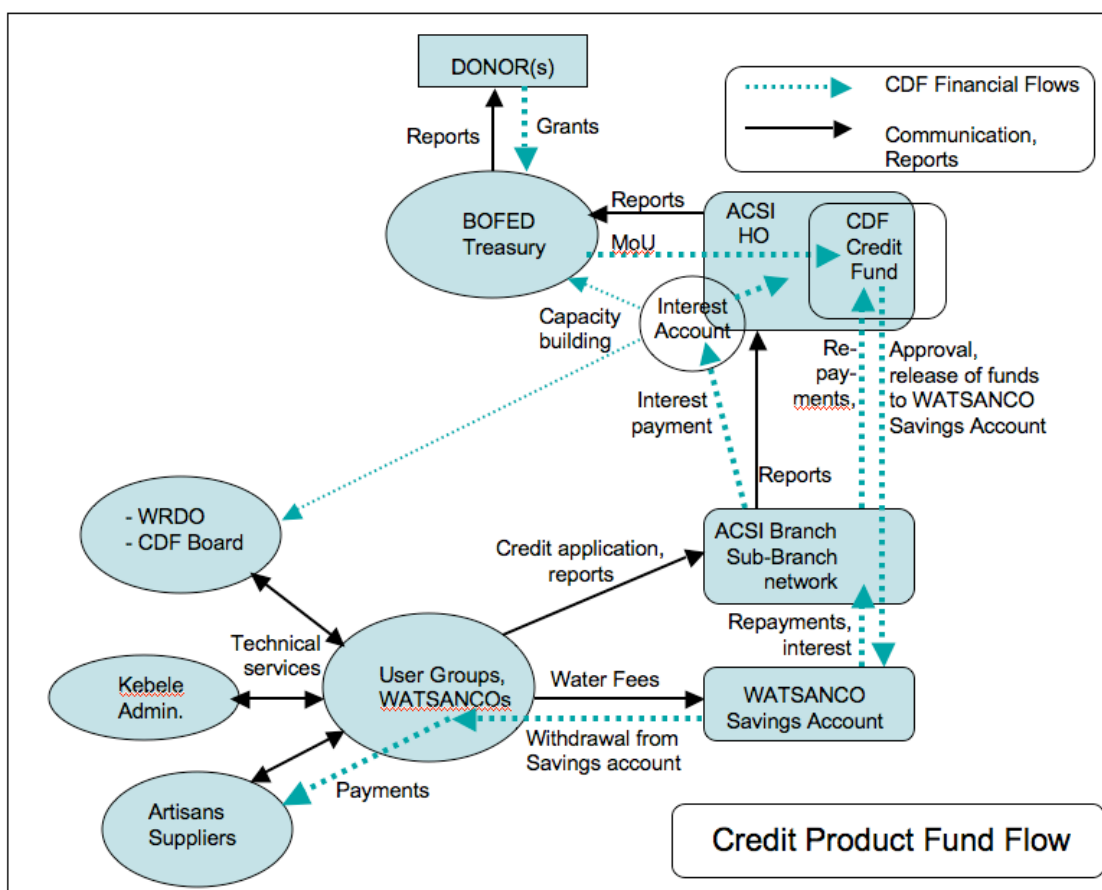 DONOR(s)
CDF Financial Flows
Communication,
Reports
Reports
Grants
BOFED
Treasury
Reports
MoU
ACSI
HO
CDF
Credit
Fund
Interest
Account
Capacity
building
Re-
pay-
ments,
Approval,
release of funds
to WATSANCO
Savings Account
Interest
payment
Reports
- WRDO
- CDF Board
Credit application,
reports
ACSI Branch
Sub-Branch
network
Technical
services
Repayments,
interest
Kebele
Admin.
User Groups,
WATSANCOs
Water Fees
WATSANCO
Savings Account
Withdrawal from
Savings account
Payments
Artisans
Suppliers
Credit Product Fund Flow